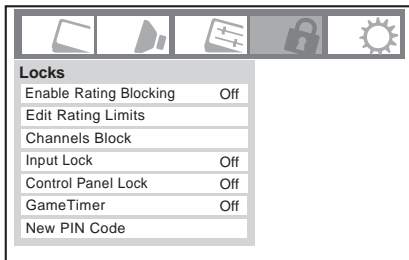 Locks
Enable Rating Blocking Off
Edit Rating Limits
Channels Block
Input Lock Off
Control Panel Lock Off
GameTimer Off
New PIN Code